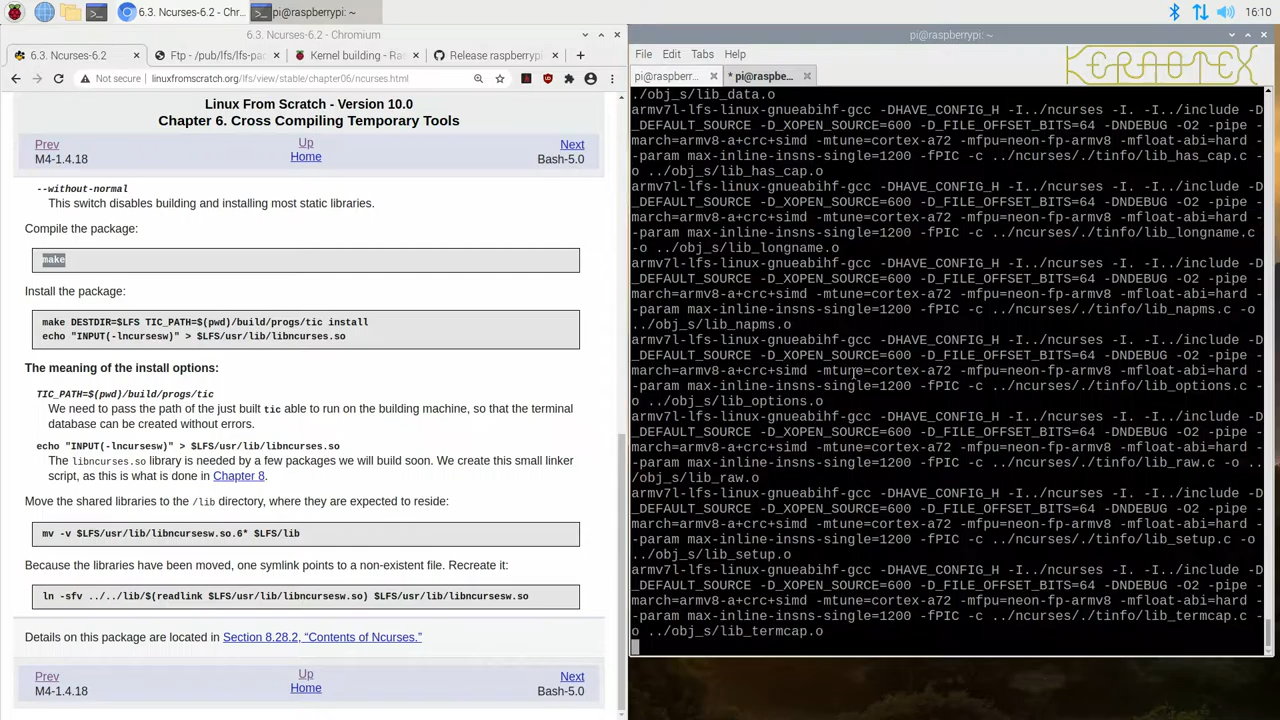 6.3. Ncurses-6.2 - Chr...
pi@raspberrypi: ~
16:10
6.3. Ncurses-6.2 - Chromium
pi@raspberrypi: ~
6.3. Ncurses-6.2
Ftp - /pub/lfs/lfs-pac
Kernel building - Ras
Release raspberrypi
File Edit Tabs Help
Not secure | linuxfromscratch.org/lfs/view/stable/chapter06/ncurses.html
KERAOTEX
pi@raspberr...
* pi@raspbe...
Linux From Scratch - Version 10.0
Chapter 6. Cross Compiling Temporary Tools
Prev Up Next
M4-1.4.18 Home Bash-5.0
--without-normal
This switch disables building and installing most static libraries.
Compile the package:
make
Install the package:
make DESTDIR=$LFS TIC_PATH=$(pwd)/build/progs/tic install
echo "INPUT(-lncursesw)" > $LFS/usr/lib/libncurses.so
The meaning of the install options:
TIC_PATH=$(pwd)/build/progs/tic
We need to pass the path of the just built tic able to run on the building machine, so that the terminal
database can be created without errors.
echo "INPUT(-lncursesw)" > $LFS/usr/lib/libncurses.so
The libncurses.so library is needed by a few packages we will build soon. We create this small linker
script, as this is what is done in Chapter 8.
Move the shared libraries to the /lib directory, where they are expected to reside:
mv -v $LFS/usr/lib/libncursesw.so.6* $LFS/lib
Because the libraries have been moved, one symlink points to a non-existent file. Recreate it:
ln -sfv ../../lib/$(readlink $LFS/usr/lib/libncursesw.so) $LFS/usr/lib/libncursesw.so
Details on this package are located in Section 8.28.2, “Contents of Ncurses.”
Prev Up Next
M4-1.4.18 Home Bash-5.0
./obj_s/lib_data.o
armv7l-lfs-linux-gnueabihf-gcc -DHAVE_CONFIG_H -I../ncurses -I. -I../include -D
_DEFAULT_SOURCE -D_XOPEN_SOURCE=600 -D_FILE_OFFSET_BITS=64 -DNDEBUG -O2 -pipe -
march=armv8-a+crc+simd -mtune=cortex-a72 -mfpu=neon-fp-armv8 -mfloat-abi=hard -
-param max-inline-insns-single=1200 -fPIC -c ../ncurses/./tinfo/lib_has_cap.c -
o ../obj_s/lib_has_cap.o
armv7l-lfs-linux-gnueabihf-gcc -DHAVE_CONFIG_H -I../ncurses -I. -I../include -D
_DEFAULT_SOURCE -D_XOPEN_SOURCE=600 -D_FILE_OFFSET_BITS=64 -DNDEBUG -O2 -pipe -
march=armv8-a+crc+simd -mtune=cortex-a72 -mfpu=neon-fp-armv8 -mfloat-abi=hard -
-param max-inline-insns-single=1200 -fPIC -c ../ncurses/./tinfo/lib_longname.c
-o ../obj_s/lib_longname.o
armv7l-lfs-linux-gnueabihf-gcc -DHAVE_CONFIG_H -I../ncurses -I. -I../include -D
_DEFAULT_SOURCE -D_XOPEN_SOURCE=600 -D_FILE_OFFSET_BITS=64 -DNDEBUG -O2 -pipe -
march=armv8-a+crc+simd -mtune=cortex-a72 -mfpu=neon-fp-armv8 -mfloat-abi=hard -
-param max-inline-insns-single=1200 -fPIC -c ../ncurses/./tinfo/lib_napms.c -o
../obj_s/lib_napms.o
armv7l-lfs-linux-gnueabihf-gcc -DHAVE_CONFIG_H -I../ncurses -I. -I../include -D
_DEFAULT_SOURCE -D_XOPEN_SOURCE=600 -D_FILE_OFFSET_BITS=64 -DNDEBUG -O2 -pipe -
march=armv8-a+crc+simd -mtune=cortex-a72 -mfpu=neon-fp-armv8 -mfloat-abi=hard -
-param max-inline-insns-single=1200 -fPIC -c ../ncurses/./tinfo/lib_options.c -
o ../obj_s/lib_options.o
armv7l-lfs-linux-gnueabihf-gcc -DHAVE_CONFIG_H -I../ncurses -I. -I../include -D
_DEFAULT_SOURCE -D_XOPEN_SOURCE=600 -D_FILE_OFFSET_BITS=64 -DNDEBUG -O2 -pipe -
march=armv8-a+crc+simd -mtune=cortex-a72 -mfpu=neon-fp-armv8 -mfloat-abi=hard -
-param max-inline-insns-single=1200 -fPIC -c ../ncurses/./tinfo/lib_raw.c -o ..
/obj_s/lib_raw.o
armv7l-lfs-linux-gnueabihf-gcc -DHAVE_CONFIG_H -I../ncurses -I. -I../include -D
_DEFAULT_SOURCE -D_XOPEN_SOURCE=600 -D_FILE_OFFSET_BITS=64 -DNDEBUG -O2 -pipe -
march=armv8-a+crc+simd -mtune=cortex-a72 -mfpu=neon-fp-armv8 -mfloat-abi=hard -
-param max-inline-insns-single=1200 -fPIC -c ../ncurses/./tinfo/lib_setup.c -o
../obj_s/lib_setup.o
armv7l-lfs-linux-gnueabihf-gcc -DHAVE_CONFIG_H -I../ncurses -I. -I../include -D
_DEFAULT_SOURCE -D_XOPEN_SOURCE=600 -D_FILE_OFFSET_BITS=64 -DNDEBUG -O2 -pipe -
march=armv8-a+crc+simd -mtune=cortex-a72 -mfpu=neon-fp-armv8 -mfloat-abi=hard -
-param max-inline-insns-single=1200 -fPIC -c ../ncurses/./tinfo/lib_termcap.c -
o ../obj_s/lib_termcap.o